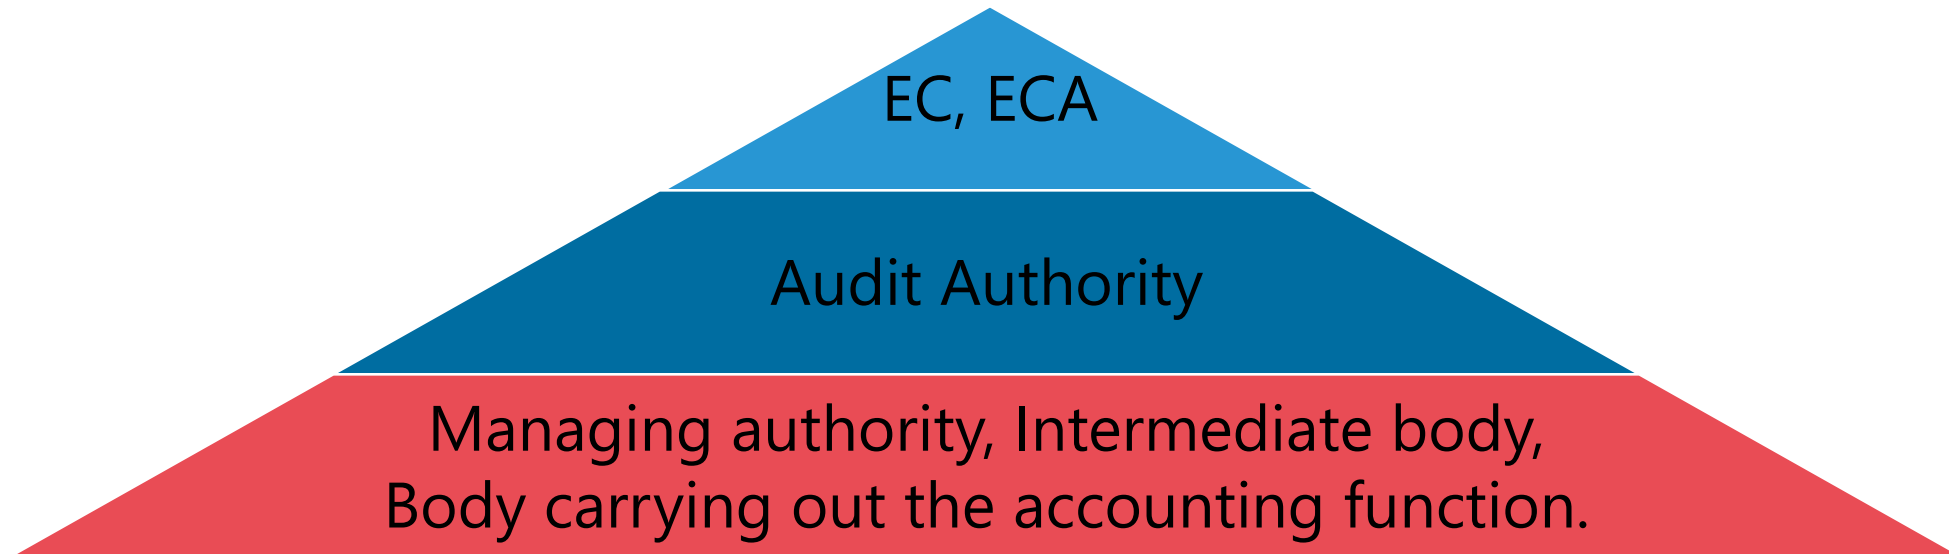 EC, ECA
Audit Authority
Managing authority, Intermediate body,
Body carrying out the accounting function.